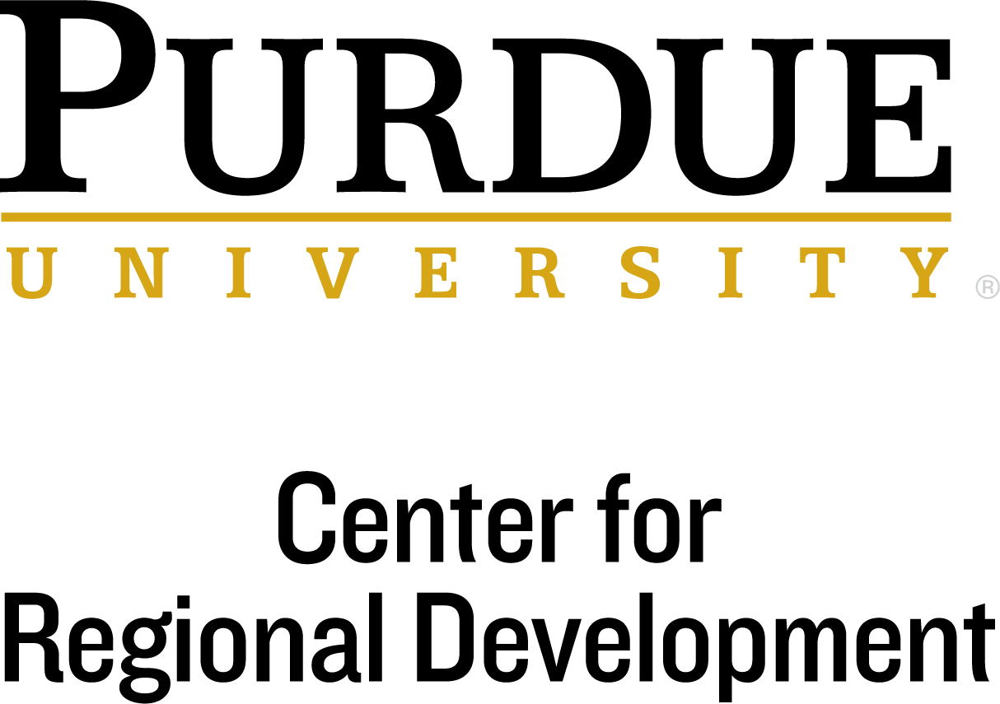 PURDUE
UNIVERSITY ®
Center for
Regional Development